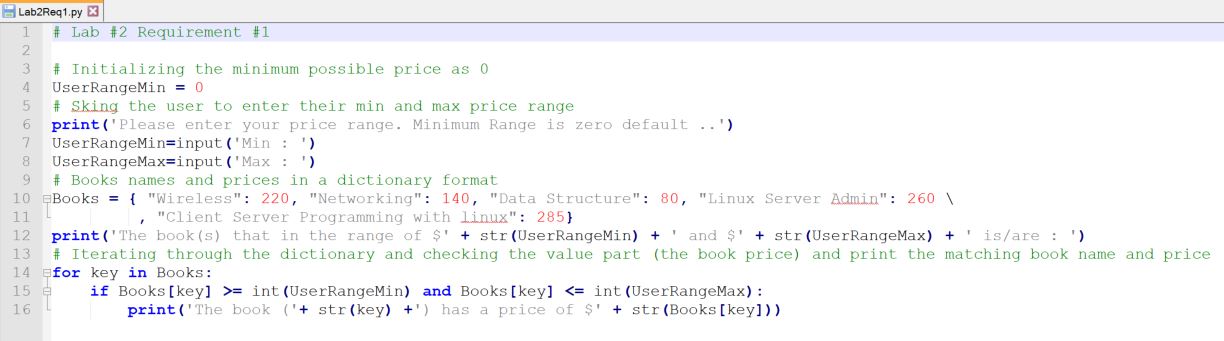 Lab2Req1.py
1 # Lab #2 Requirement #1
2
3 # Initializing the minimum possible price as 0
4 UserRangeMin = 0
5 # Sking the user to enter their min and max price range
6 print('Please enter your price range. Minimum Range is zero default ..')
7 UserRangeMin=input('Min : ')
8 UserRangeMax=input('Max : ')
9 # Books names and prices in a dictionary format
10 Books = { "Wireless": 220, "Networking": 140, "Data Structure": 80, "Linux Server Admin": 260 \
11         , "Client Server Programming with linux": 285}
12 print('The book(s) that in the range of $' + str(UserRangeMin) + ' and $' + str(UserRangeMax) + ' is/are : ')
13 # Iterating through the dictionary and checking the value part (the book price) and print the matching book name and price
14 for key in Books:
15     if Books[key] >= int(UserRangeMin) and Books[key] <= int(UserRangeMax):
16         print('The book ('+ str(key) +') has a price of $' + str(Books[key]))